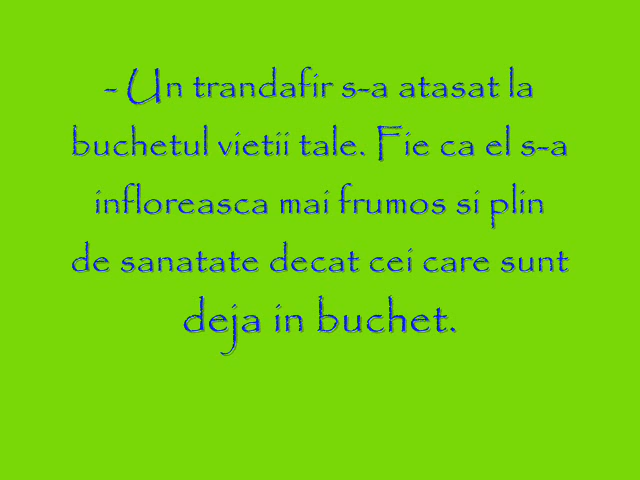 - Un trandafir s-a atasat la
buchetul vietii tale. Fie ca el s-a
infloreasca mai frumos si plin
de sanatate decat cei care sunt
deja in buchet.